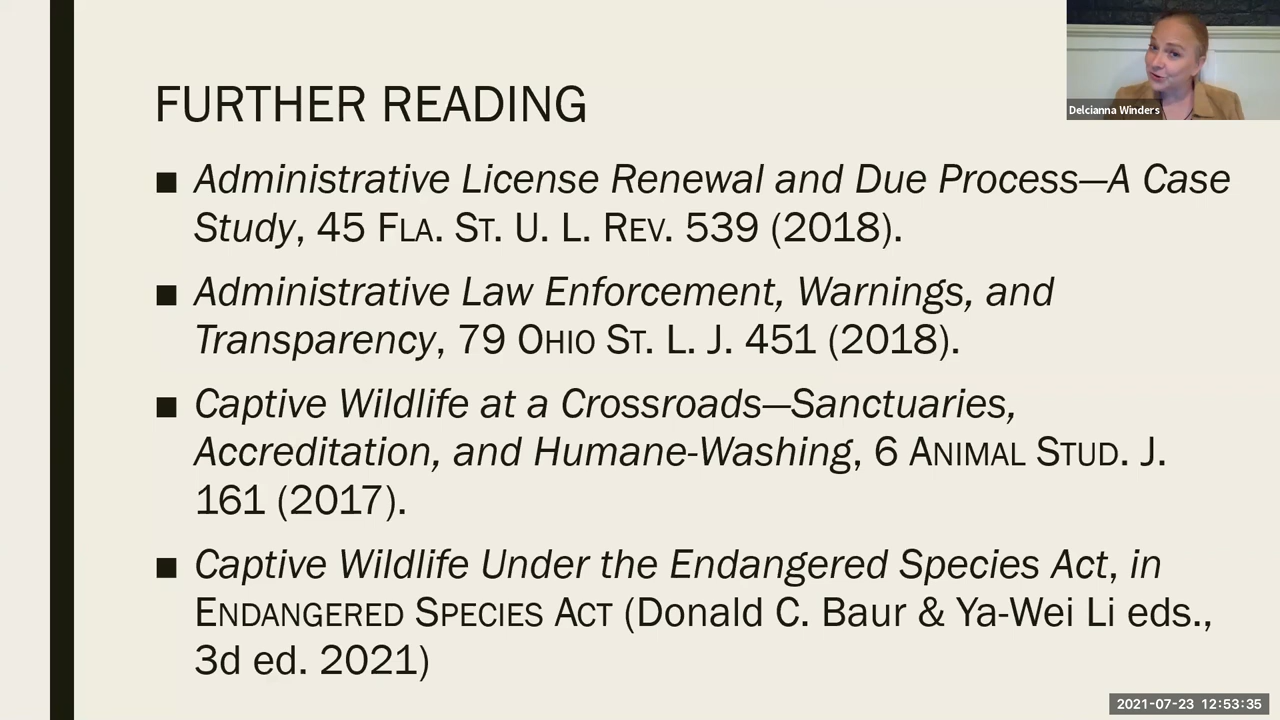 FURTHER READING
Delcianna Winders
■ Administrative License Renewal and Due Process—A Case
Study, 45 FLA. ST. U. L. REV. 539 (2018).
■ Administrative Law Enforcement, Warnings, and
Transparency, 79 OHIO ST. L. J. 451 (2018).
■ Captive Wildlife at a Crossroads—Sanctuaries,
Accreditation, and Humane-Washing, 6 ANIMAL STUD. J.
161 (2017).
■ Captive Wildlife Under the Endangered Species Act, in
ENDANGERED SPECIES ACT (Donald C. Baur & Ya-Wei Li eds.,
3d ed. 2021)
2021-07-23 12:53:35